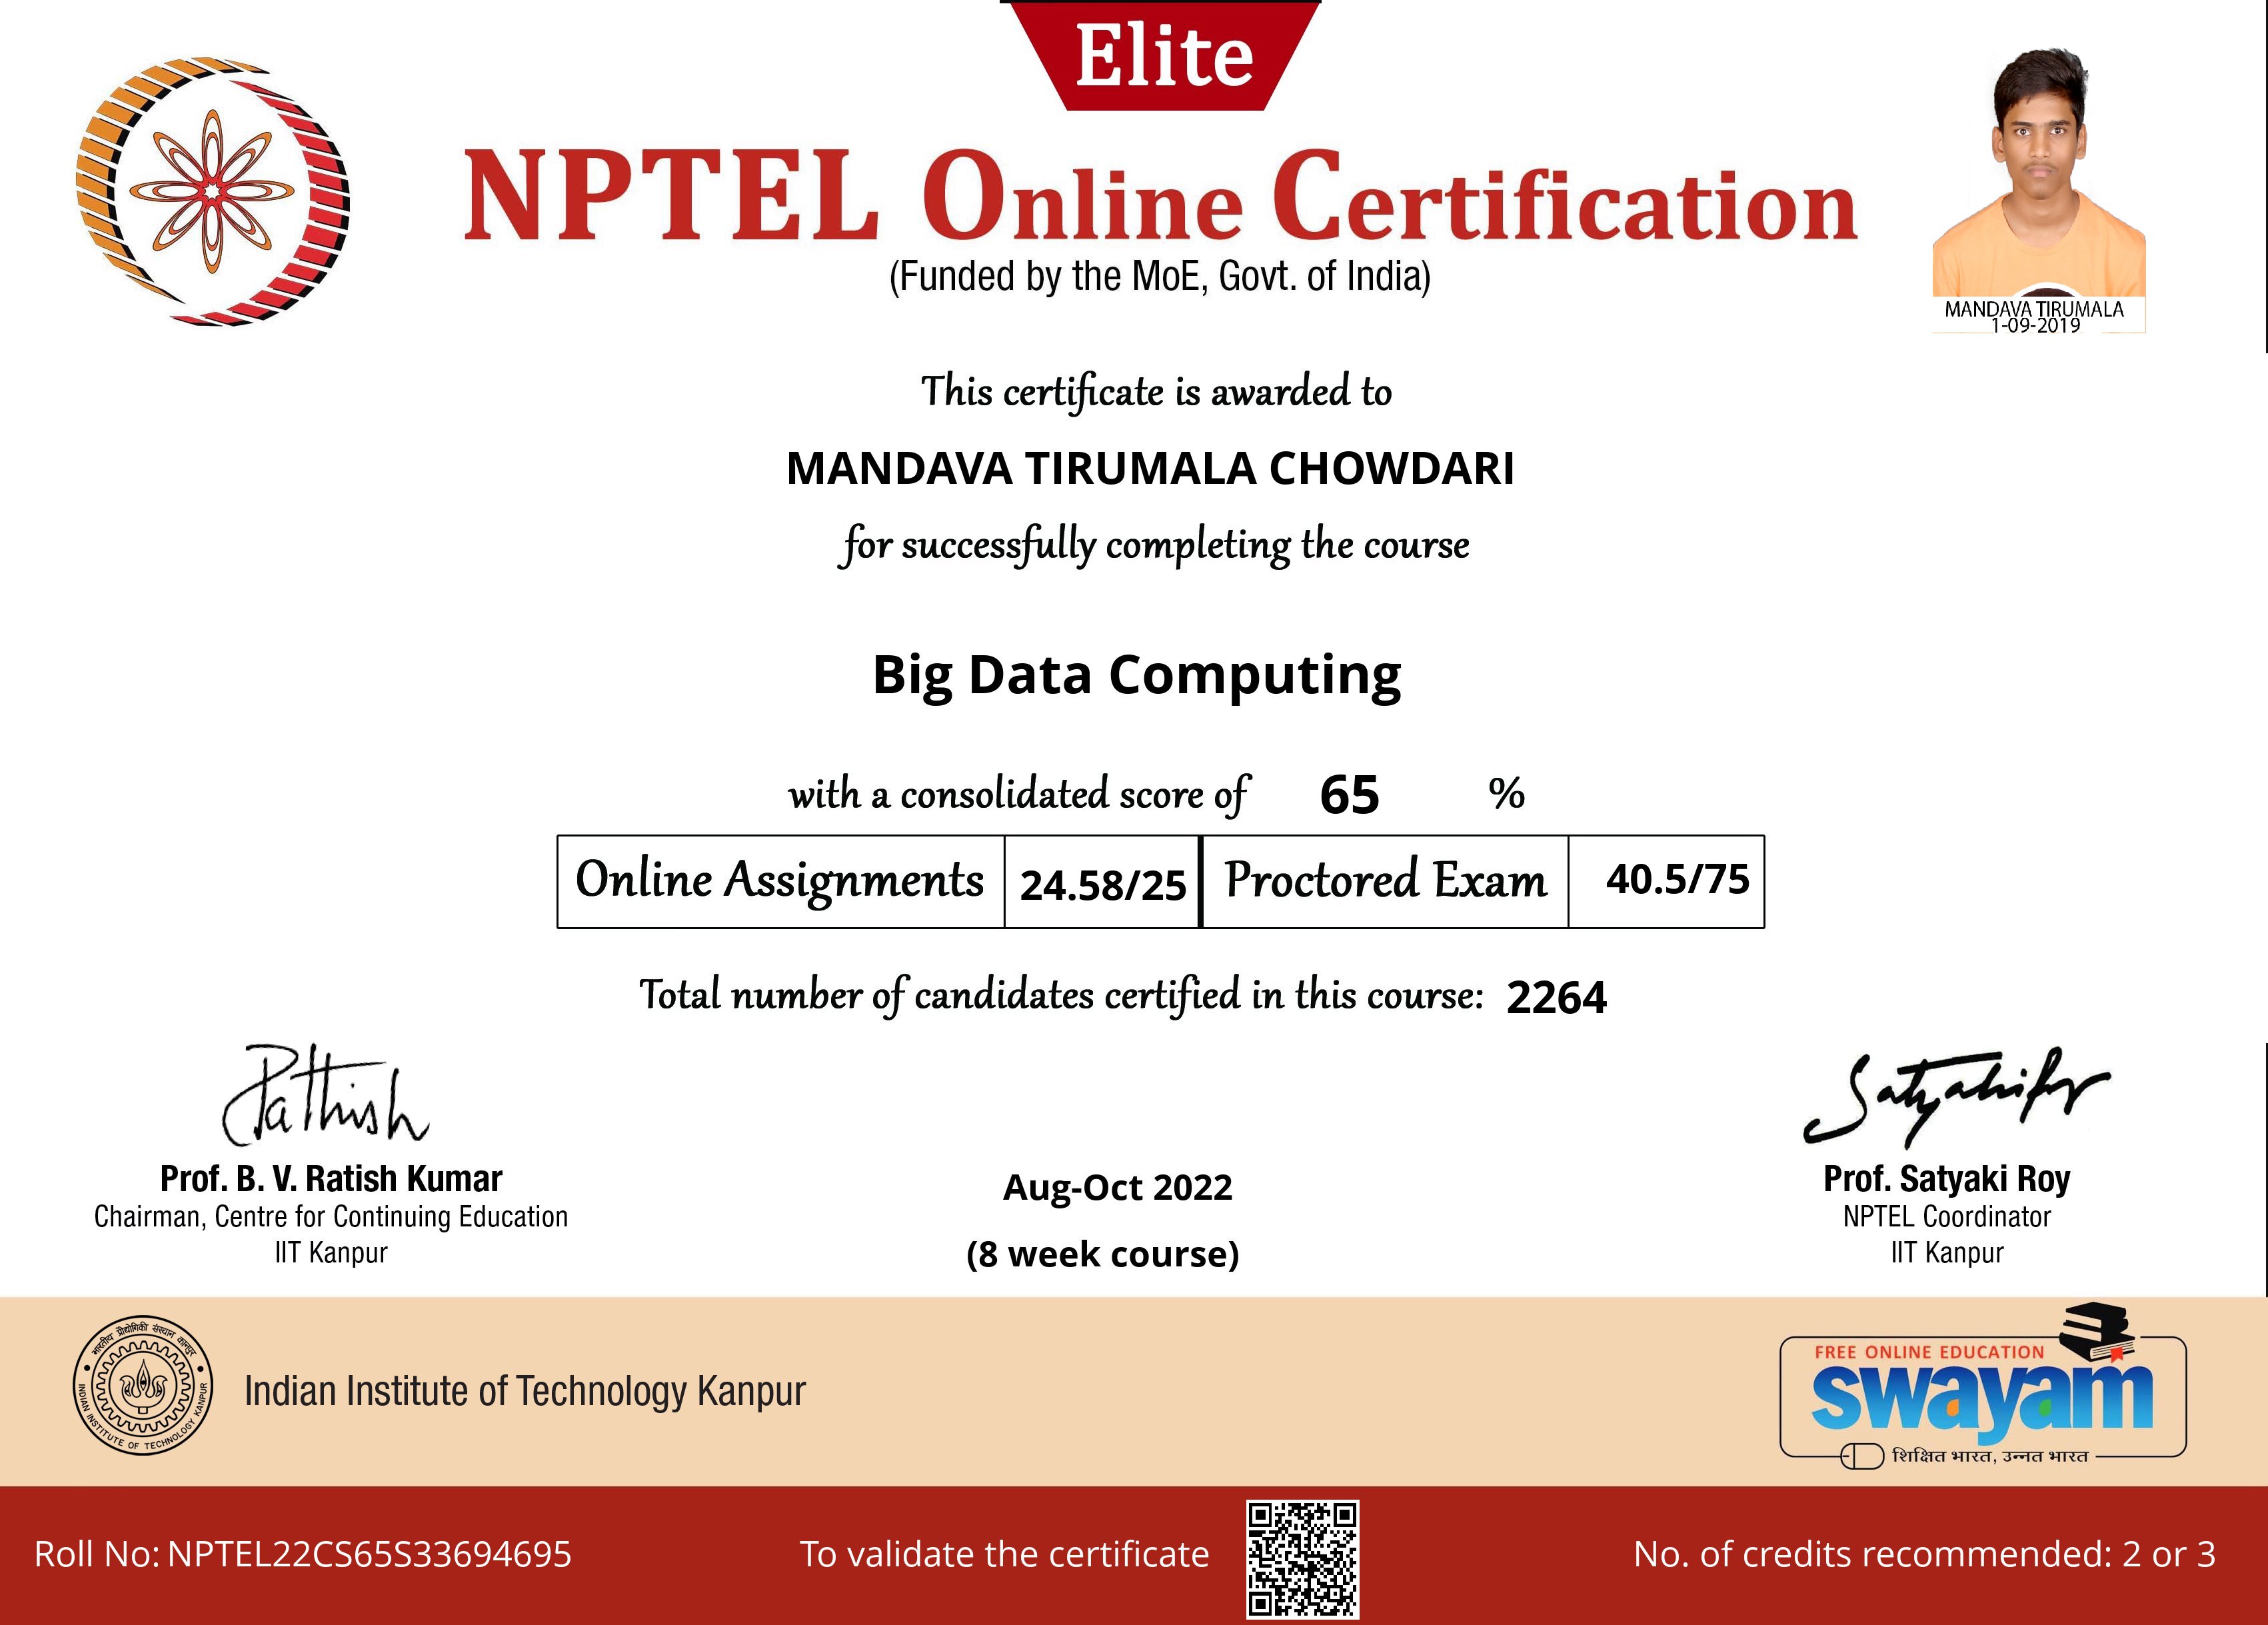 Elite
NPTEL Online Certification
(Funded by the MoE, Govt. of India)
MANDAVA TIRUMALA
1-09-2019
This certificate is awarded to
MANDAVA TIRUMALA CHOWDARI
for successfully completing the course
Big Data Computing
with a consolidated score of 65 %
Online Assignments 24.58/25 Proctored Exam 40.5/75
Total number of candidates certified in this course: 2264
Prof. B. V. Ratish Kumar
Chairman, Centre for Continuing Education
IIT Kanpur
Aug-Oct 2022
(8 week course)
Prof. Satyaki Roy
NPTEL Coordinator
IIT Kanpur
भारतीय प्रौद्योगिकी संस्थान कानपुर
INDIAN INSTITUTE OF TECHNOLOGY KANPUR
Indian Institute of Technology Kanpur
FREE ONLINE EDUCATION
swayam
शिक्षित भारत, उन्नत भारत
Roll No: NPTEL22CS65S33694695
To validate the certificate
No. of credits recommended: 2 or 3